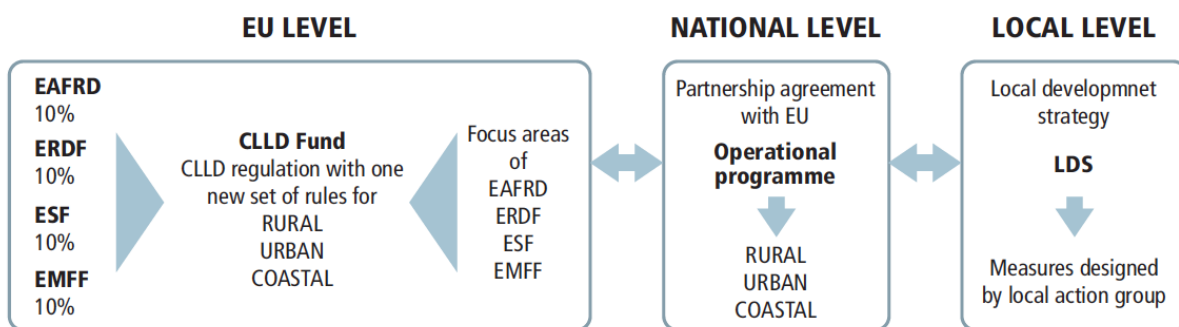 EU LEVEL
EAFRD
10%
ERDF
10%
ESF
10%
EMFF
10%
CLLD Fund
CLLD regulation with one
new set of rules for
RURAL
URBAN
COASTAL
Focus areas
of
EAFRD
ERDF
ESF
EMFF
NATIONAL LEVEL
Partnership agreement
with EU
Operational
programme
RURAL
URBAN
COASTAL
LOCAL LEVEL
Local developmnet
strategy
LDS
Measures designed
by local action group